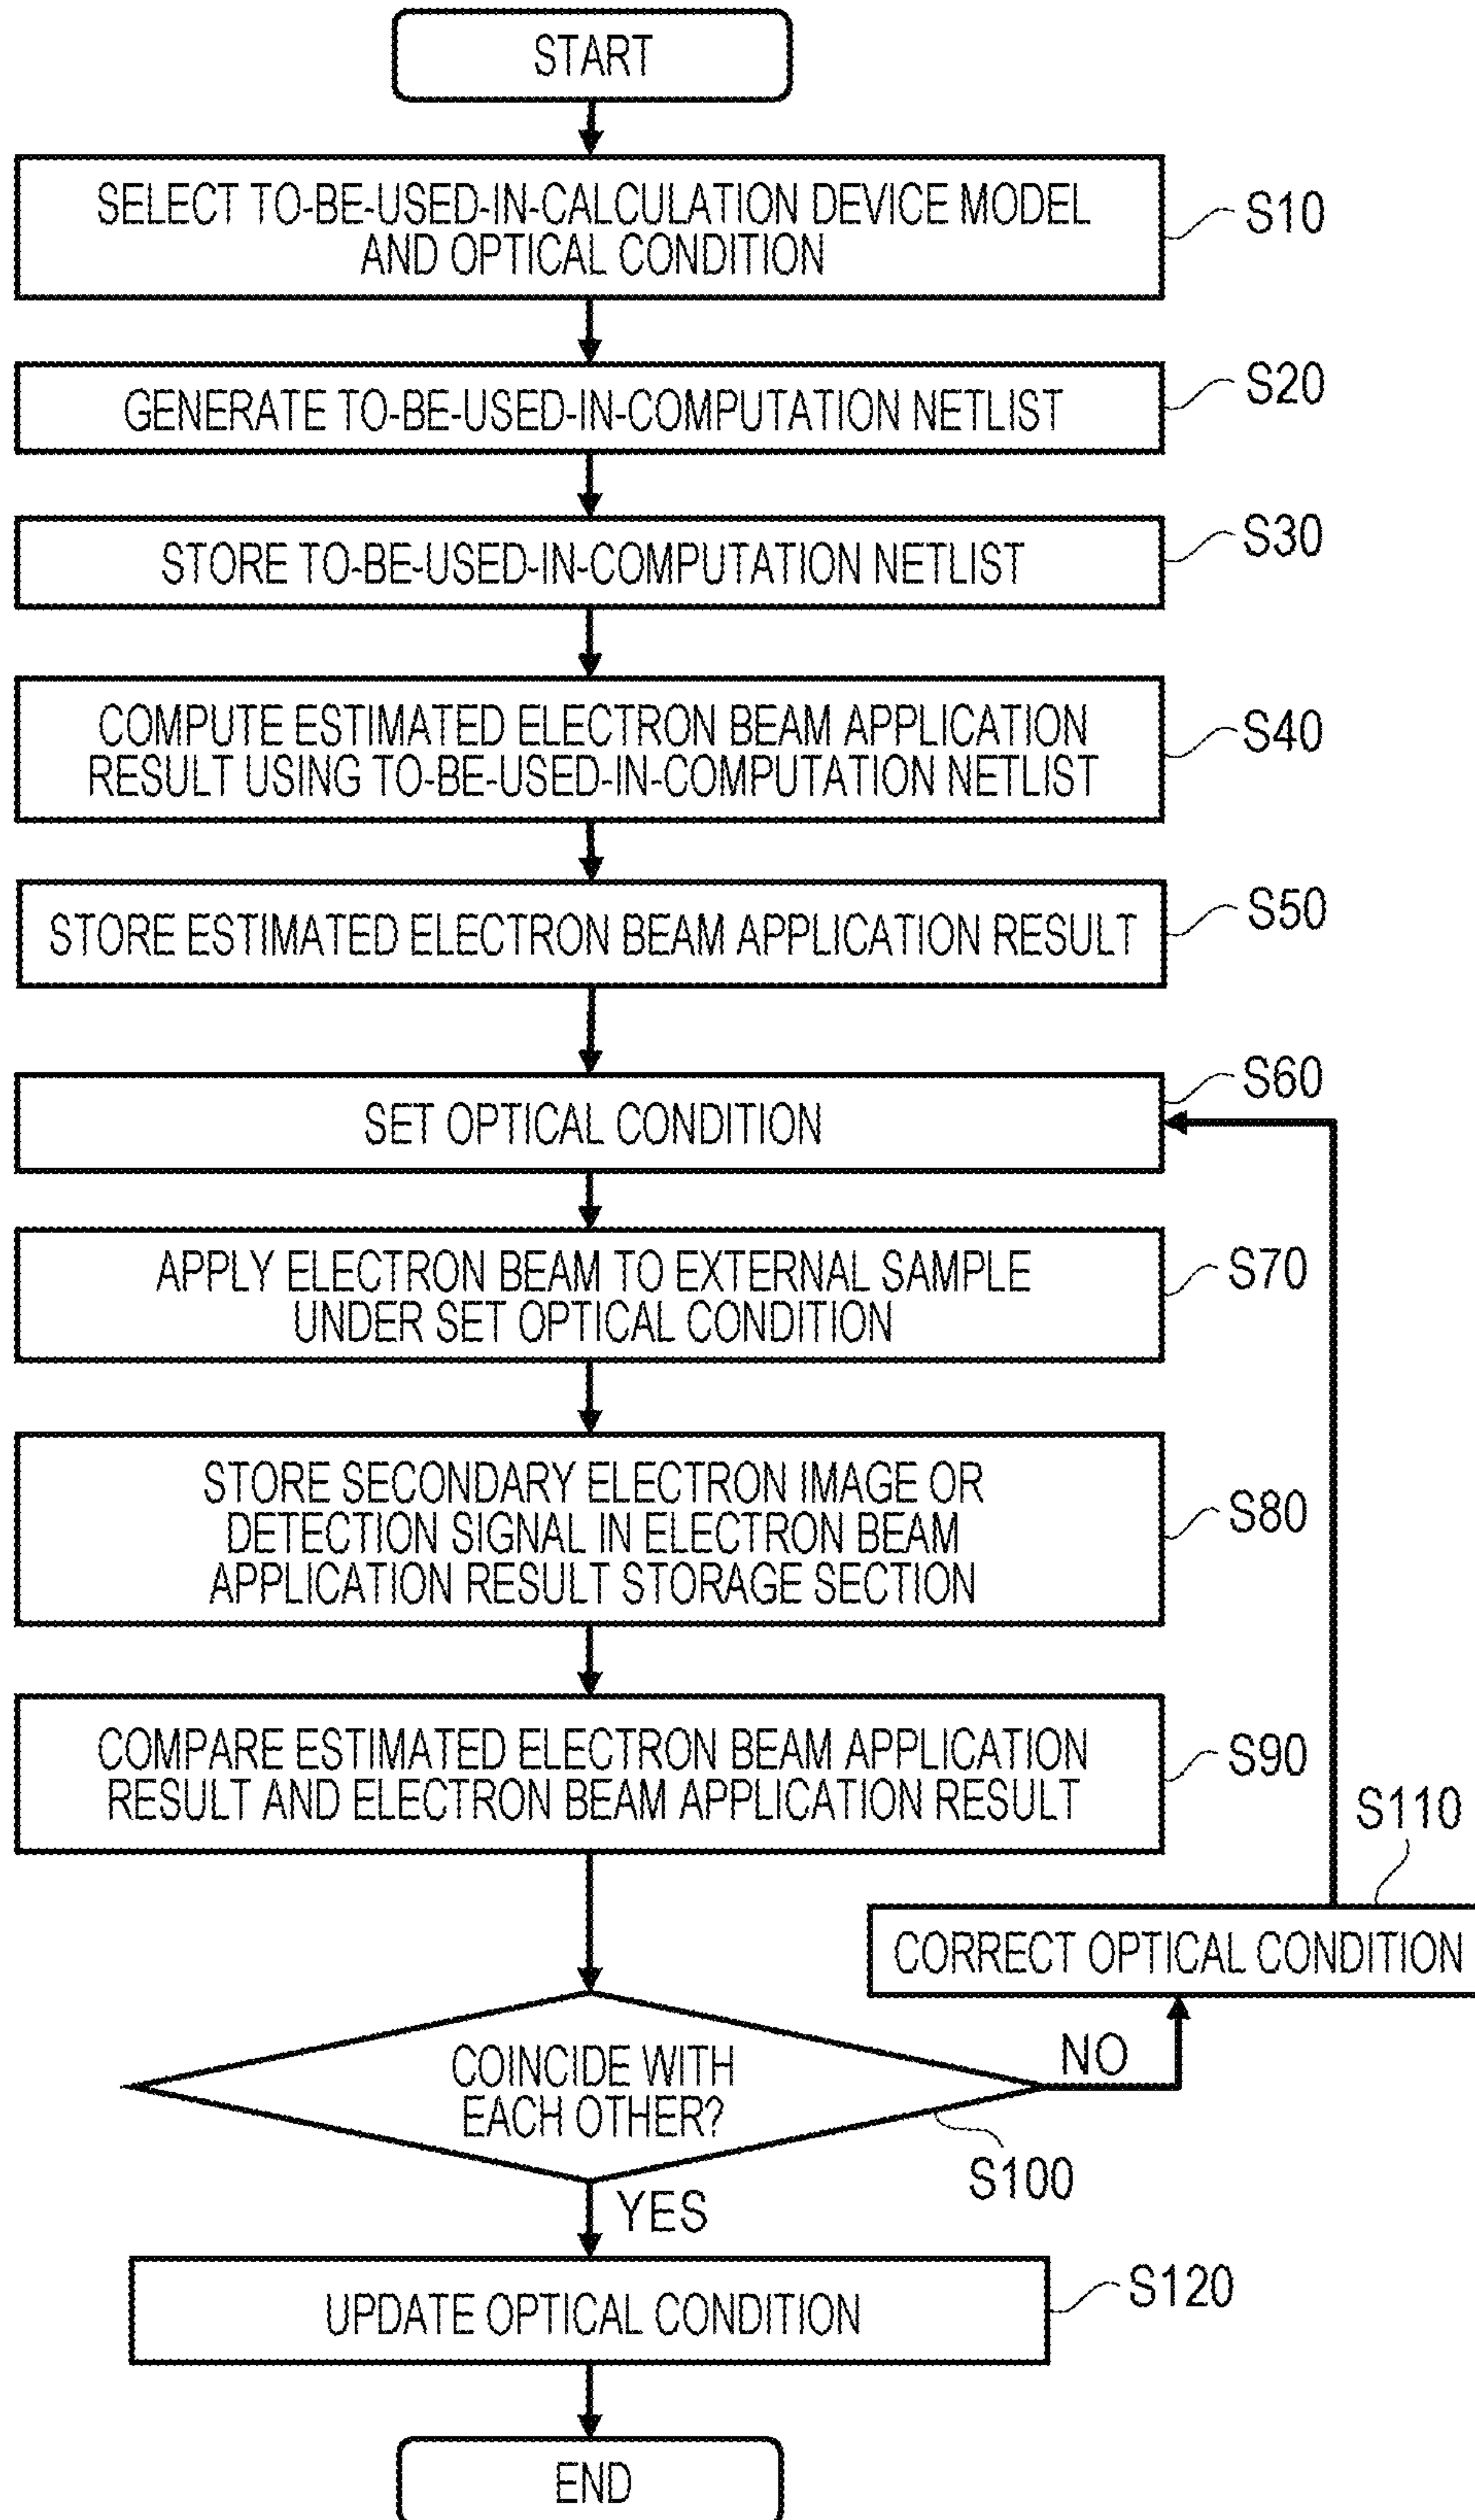 START
SELECT TO-BE-USED-IN-CALCULATION DEVICE MODEL
AND OPTICAL CONDITION
S10
GENERATE TO-BE-USED-IN-COMPUTATION NETLIST
S20
STORE TO-BE-USED-IN-COMPUTATION NETLIST
S30
COMPUTE ESTIMATED ELECTRON BEAM APPLICATION
RESULT USING TO-BE-USED-IN-COMPUTATION NETLIST
S40
STORE ESTIMATED ELECTRON BEAM APPLICATION RESULT
S50
SET OPTICAL CONDITION
S60
APPLY ELECTRON BEAM TO EXTERNAL SAMPLE
UNDER SET OPTICAL CONDITION
S70
STORE SECONDARY ELECTRON IMAGE OR
DETECTION SIGNAL IN ELECTRON BEAM
APPLICATION RESULT STORAGE SECTION
S80
COMPARE ESTIMATED ELECTRON BEAM APPLICATION
RESULT AND ELECTRON BEAM APPLICATION RESULT
S90
S110
CORRECT OPTICAL CONDITION
COINCIDE WITH
EACH OTHER?
NO
S100
YES
UPDATE OPTICAL CONDITION
S120
END